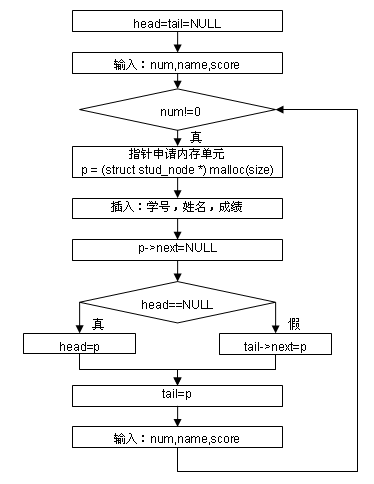 head=tail=NULL
输入：num,name,score
num!=0
真
指针申请内存单元
p = (struct stud_node *) malloc(size)
插入：学号，姓名，成绩
p->next=NULL
head==NULL
真
假
head=p
tail->next=p
tail=p
输入：num,name,score